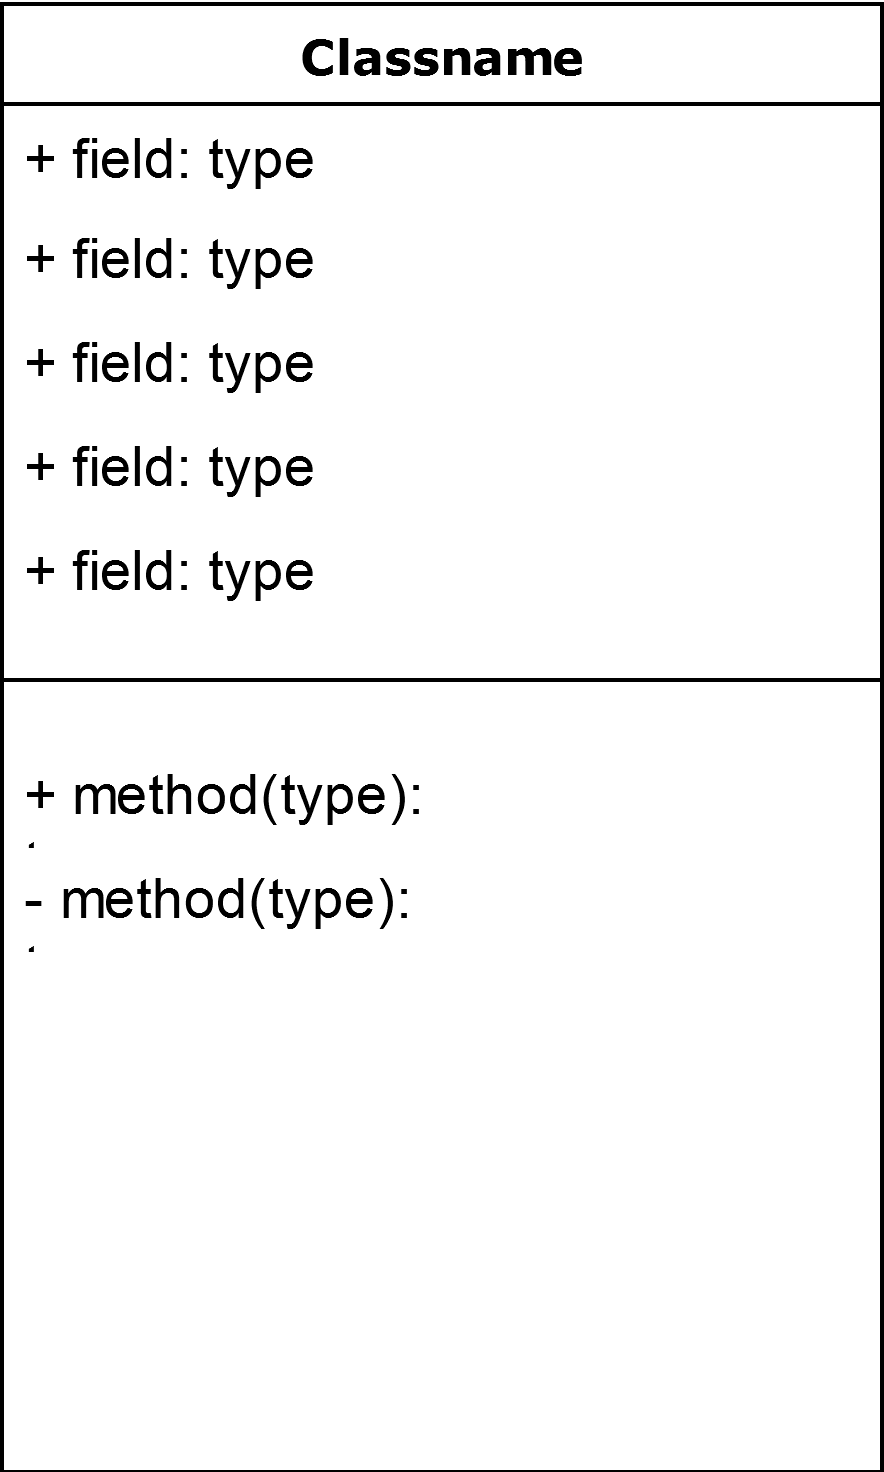 Classname
+ field: type
+ field: type
+ field: type
+ field: type
+ field: type
+ method(type):
- method(type):